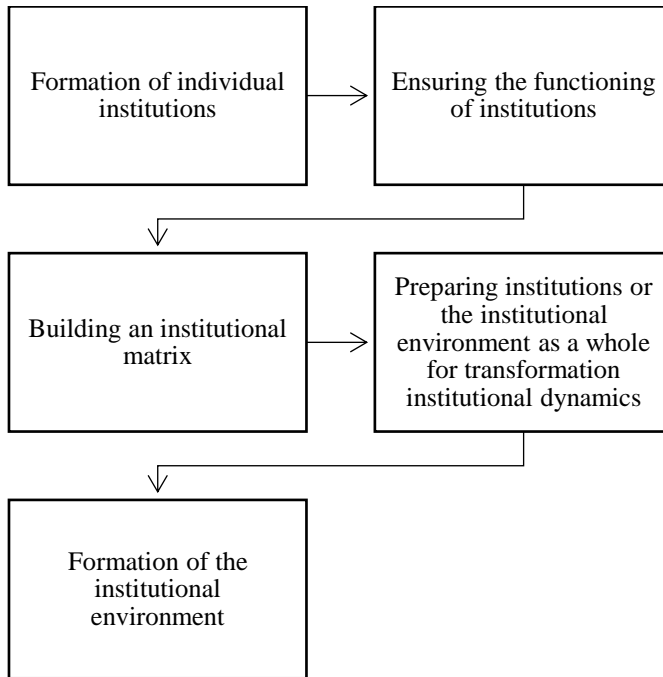 Formation of individual
institutions
Ensuring the functioning
of institutions
Building an institutional
matrix
Preparing institutions or
the institutional
environment as a whole
for transformation
institutional dynamics
Formation of the
institutional
environment